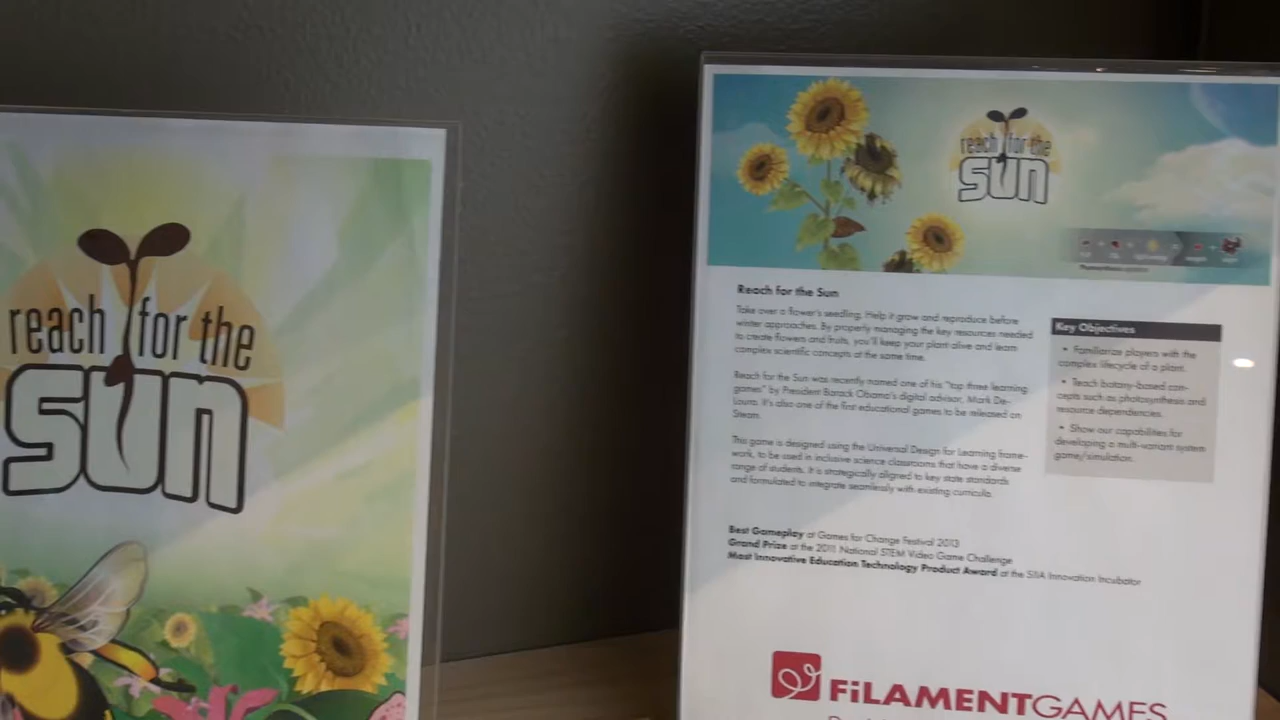 reach for the
SUN
reach for the
SUN
Reach for the Sun
Take over a flower's seedling. Help it grow and reproduce before
winter approaches. By properly managing the key resources needed
to create flowers and fruits, you'll keep your plant alive and learn
complex scientific concepts at the same time.
Reach for the Sun was recently named one of his "top three learning
games" by President Barack Obama's digital advisor, Mark De-
Loura. It's also one of the first educational games to be released on
Steam.
This game is designed using the Universal Design for Learning frame-
work, to be used in inclusive science classrooms that have a diverse
range of students. It is strategically aligned to key state standards
and formulated to integrate seamlessly with existing curricula.
Key Objectives
• Familiarize players with the
complex lifecycle of a plant.
• Teach botany-based con-
cepts such as photosynthesis and
resource dependencies.
• Show our capabilities for
developing a multi-variant system
game/simulation.
Best Gameplay at Games for Change Festival 2013
Grand Prize at the 2011 National STEM Video Game Challenge
Most Innovative Education Technology Product Award at the SIIA Innovation Incubator
FiLAMENTGAMES